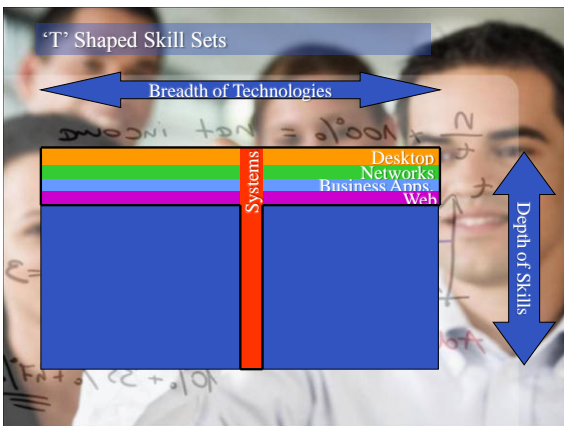 ‘T’ Shaped Skill Sets
Breadth of Technologies
Desktop
Networks
Business Apps.
Web
Systems
Depth of Skills